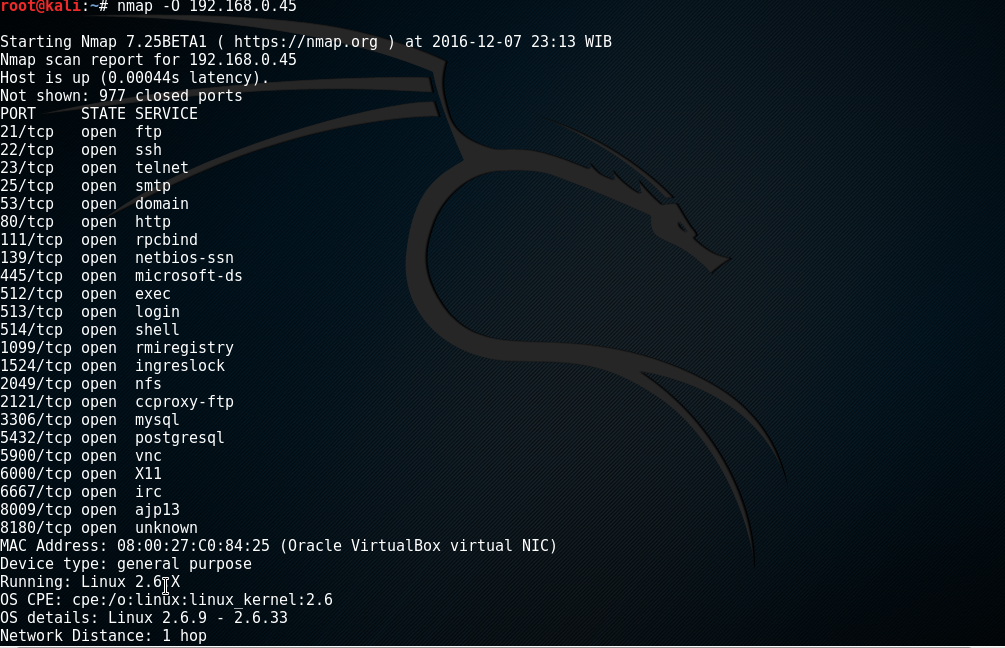 root@kali:~# nmap -O 192.168.0.45
Starting Nmap 7.25BETA1 ( https://nmap.org ) at 2016-12-07 23:13 WIB
Nmap scan report for 192.168.0.45
Host is up (0.00044s latency).
Not shown: 977 closed ports
PORT     STATE SERVICE
21/tcp   open  ftp
22/tcp   open  ssh
23/tcp   open  telnet
25/tcp   open  smtp
53/tcp   open  domain
80/tcp   open  http
111/tcp  open  rpcbind
139/tcp  open  netbios-ssn
445/tcp  open  microsoft-ds
512/tcp  open  exec
513/tcp  open  login
514/tcp  open  shell
1099/tcp open  rmiregistry
1524/tcp open  ingreslock
2049/tcp open  nfs
2121/tcp open  ccproxy-ftp
3306/tcp open  mysql
5432/tcp open  postgresql
5900/tcp open  vnc
6000/tcp open  X11
6667/tcp open  irc
8009/tcp open  ajp13
8180/tcp open  unknown
MAC Address: 08:00:27:C0:84:25 (Oracle VirtualBox virtual NIC)
Device type: general purpose
Running: Linux 2.6.X
OS CPE: cpe:/o:linux:linux_kernel:2.6
OS details: Linux 2.6.9 - 2.6.33
Network Distance: 1 hop